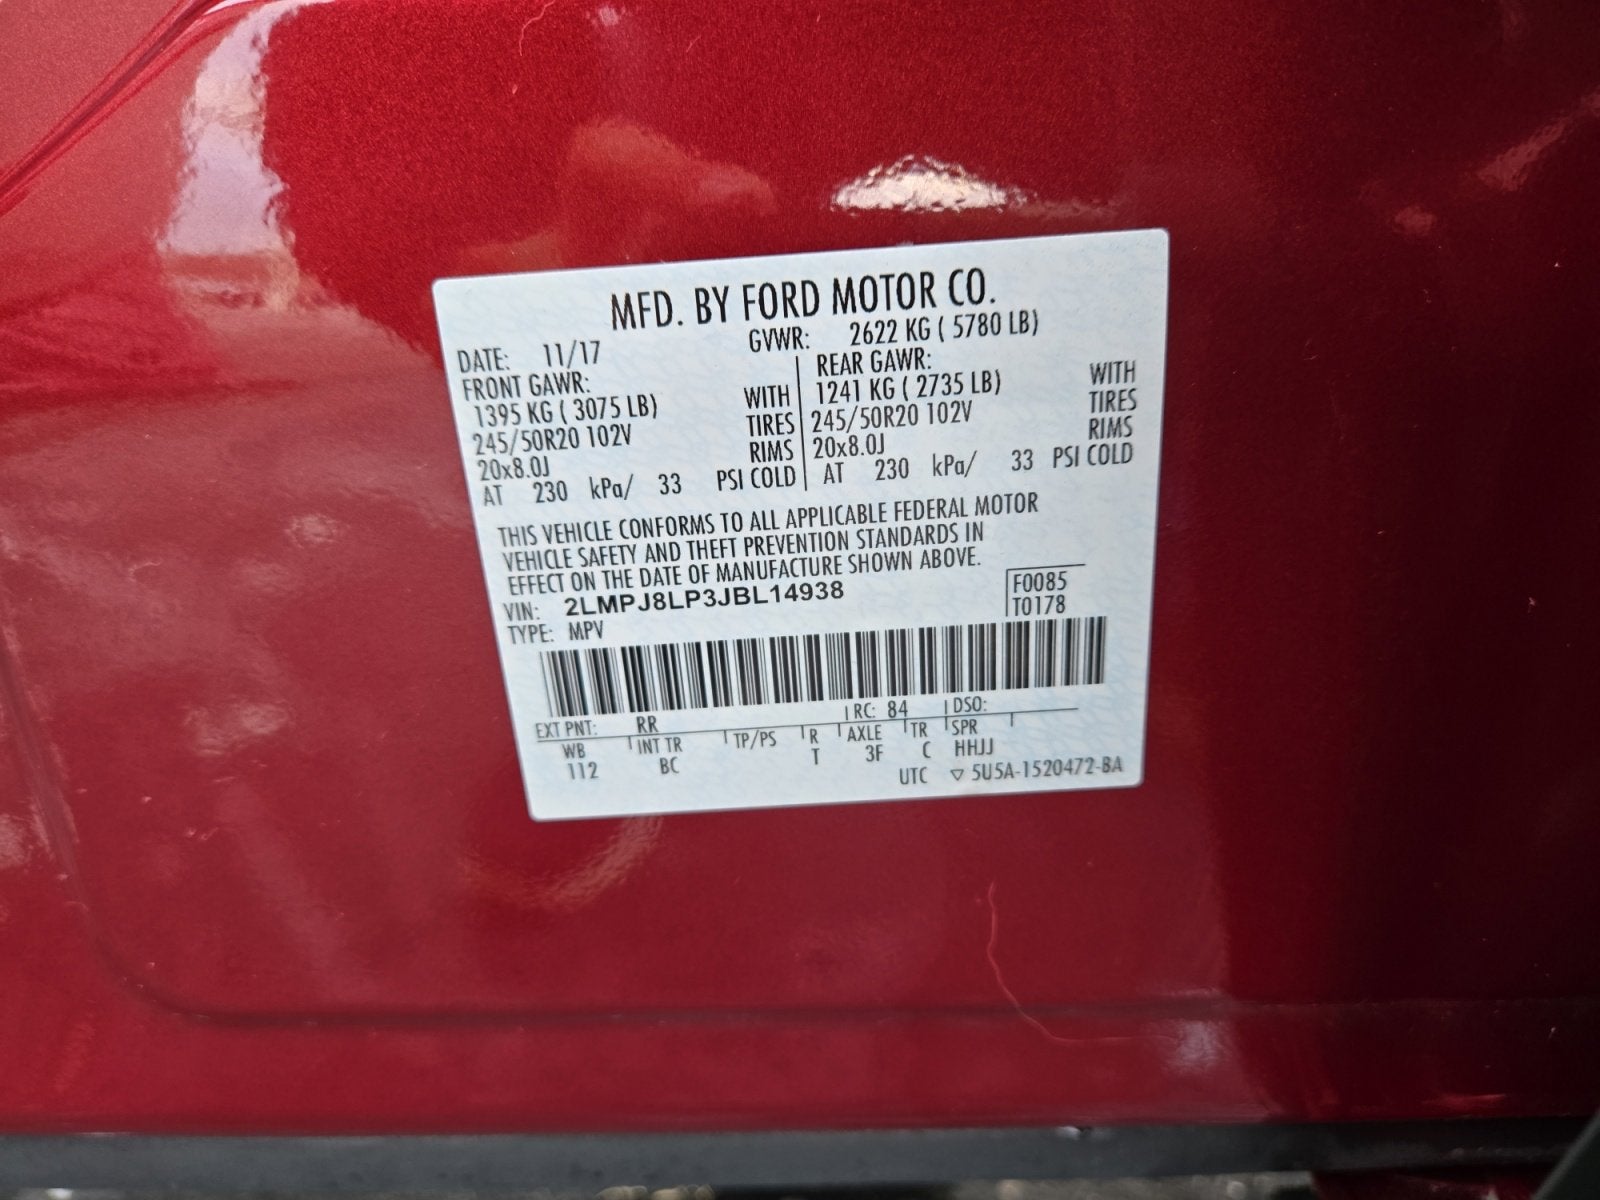 MFD. BY FORD MOTOR CO.
DATE: 11/17 GVWR: 2622 KG ( 5780 LB)
FRONT GAWR: REAR GAWR:
1395 KG ( 3075 LB) WITH 1241 KG ( 2735 LB) WITH
245/50R20 102V TIRES 245/50R20 102V TIRES
20x8.0J RIMS 20x8.0J RIMS
AT 230 kPa/ 33 PSI COLD AT 230 kPa/ 33 PSI COLD
THIS VEHICLE CONFORMS TO ALL APPLICABLE FEDERAL MOTOR
VEHICLE SAFETY AND THEFT PREVENTION STANDARDS IN
EFFECT ON THE DATE OF MANUFACTURE SHOWN ABOVE.
VIN: 2LMPJ8LP3JBL14938 F0085
TYPE: MPV T0178
EXT PNT: RR RC: 84 DSO:
WB INT TR TP/PS R AXLE TR SPR
112 BC T 3F C HHJJ
UTC ▽ 5U5A-1520472-BA